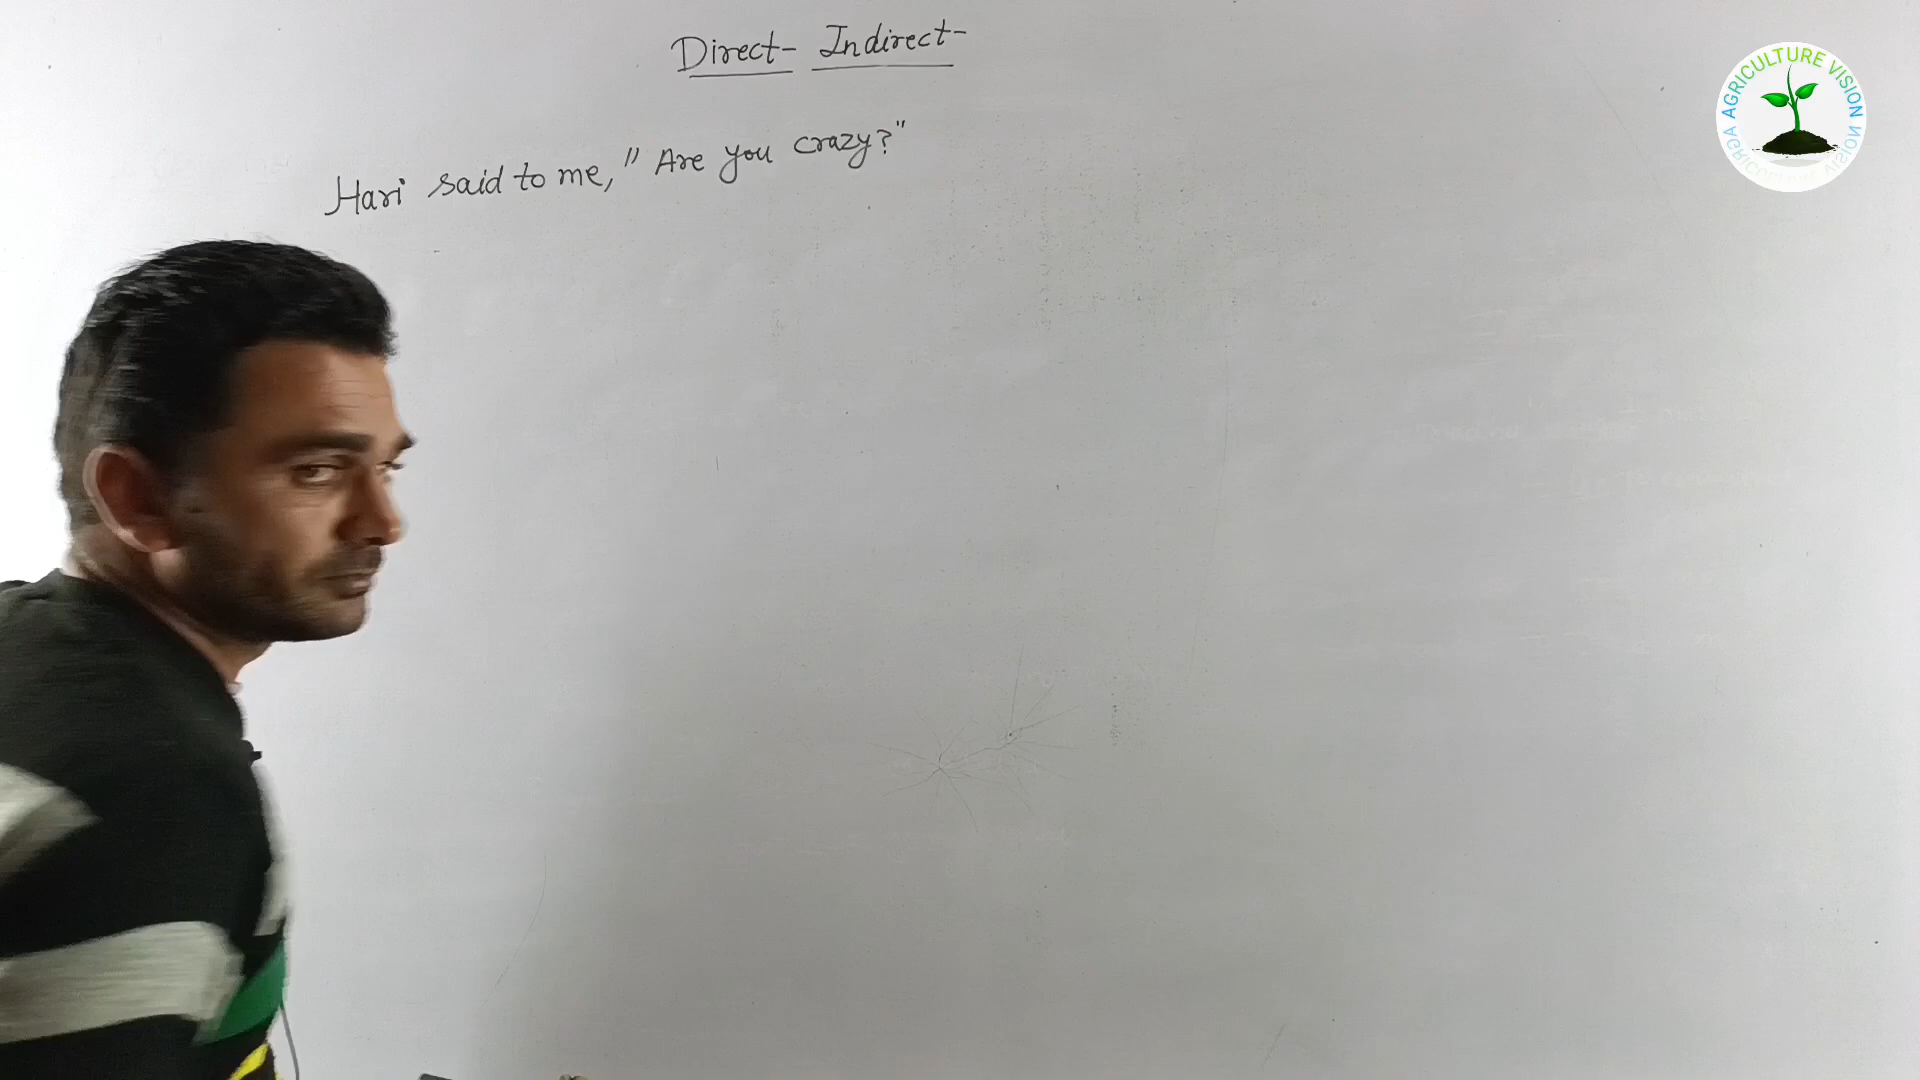 Direct- Indirect-
Hari said to me, "Are you crazy?"
AGRICULTURE VISION